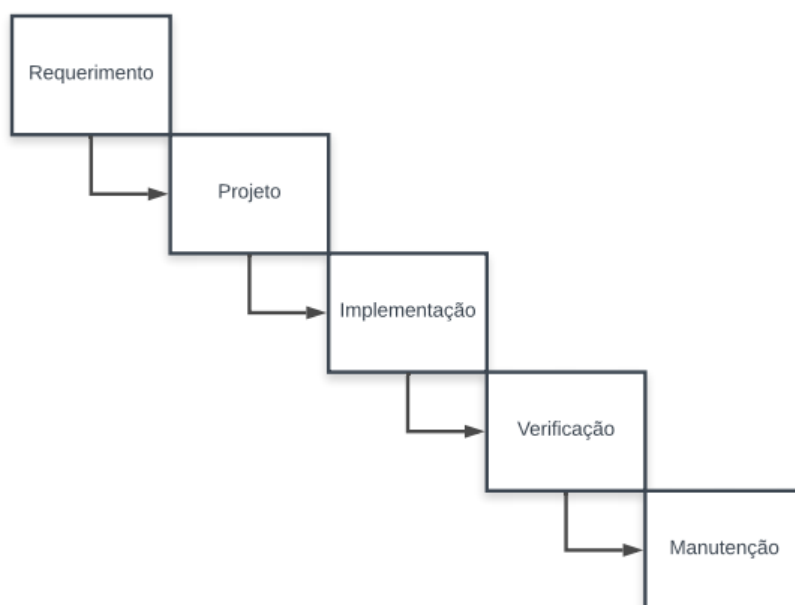 Requerimento
Projeto
Implementação
Verificação
Manutenção